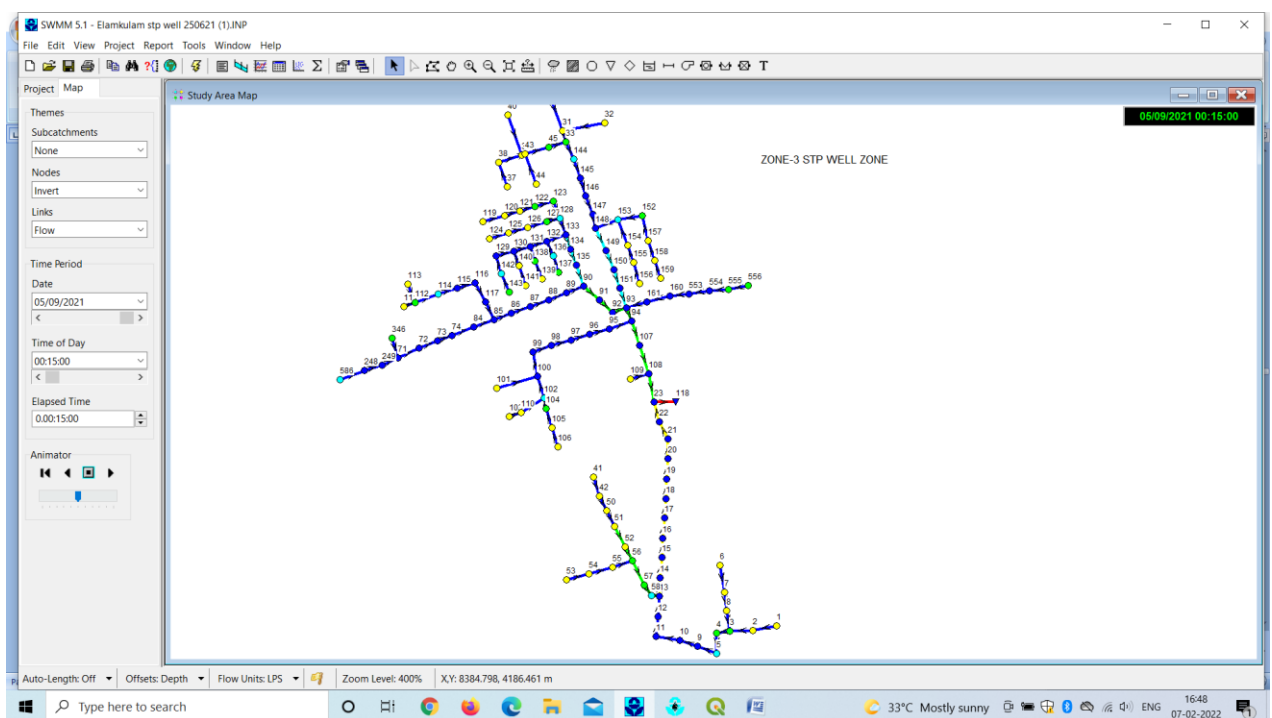 SWMM 5.1 - Elamkulam stp well 250621 (1).INP
File Edit View Project Report Tools Window Help
Project Map
Study Area Map
05/09/2021 00:15:00
Themes
Subcatchments
None
Nodes
Invert
Links
Flow
Time Period
Date
05/09/2021
Time of Day
00:15:00
Elapsed Time
0.00:15:00
Animator
ZONE-3 STP WELL ZONE
40 31 32
33
45 43
38 144
37 44 145
146
123
122 121 120 119
147 152
128 127 126 125 124
148 153
133 132 131 130 129
134 136 138 140
149 154 157
135 137 139 141 142 143
150 155 158
151 156 159
113 116 115 114 112
90 89 88 87 86 85
117 91 92 93
161 160 553 554 555 556
346 84 74 73 72 71
94 95 96 97 98 99
586 248 249
107 100
101 102 108 109
110 104 105 106
23 118
22
21
20
19
41 42 18
50 17
51 16
52 15
56 55 54 53 14
57 58 13
6
7
8
12
11 10 9
5 4 3 2 1
Auto-Length: Off Offsets: Depth Flow Units: LPS Zoom Level: 400% X,Y: 8384.798, 4186.461 m
Type here to search
33°C Mostly sunny ENG 16:48
07-02-2022